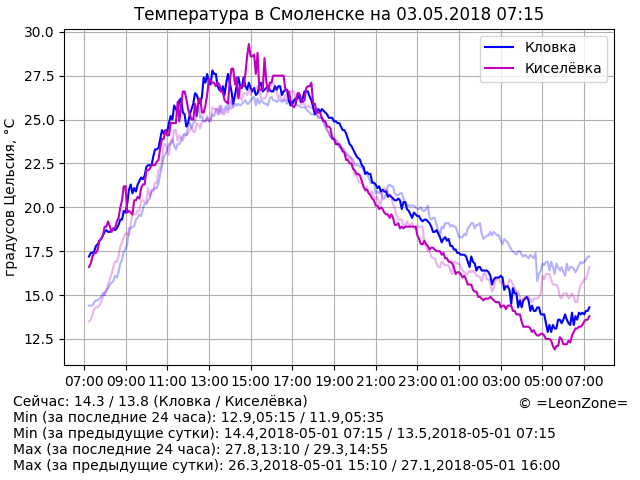 Температура в Смоленске на 03.05.2018 07:15
30.0
27.5
25.0
22.5
20.0
17.5
15.0
12.5
градусов Цельсия, °C
Кловка
Киселёвка
07:00 09:00 11:00 13:00 15:00 17:00 19:00 21:00 23:00 01:00 03:00 05:00 07:00
Сейчас: 14.3 / 13.8 (Кловка / Киселёвка)
© =LeonZone=
Min (за последние 24 часа): 12.9,05:15 / 11.9,05:35
Min (за предыдущие сутки): 14.4,2018-05-01 07:15 / 13.5,2018-05-01 07:15
Max (за последние 24 часа): 27.8,13:10 / 29.3,14:55
Max (за предыдущие сутки): 26.3,2018-05-01 15:10 / 27.1,2018-05-01 16:00